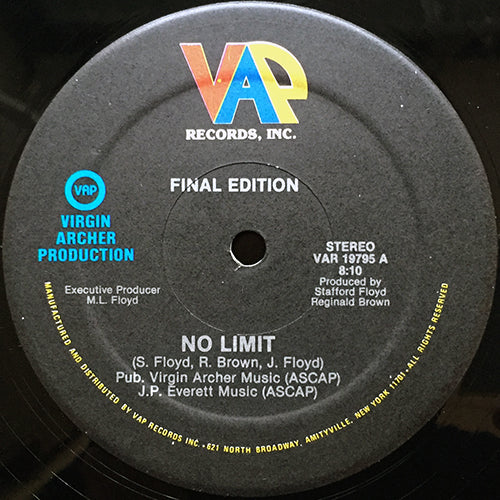 VAP
RECORDS, INC.
FINAL EDITION
VAP
VIRGIN
ARCHER
PRODUCTION
Executive Producer
M.L. Floyd
STEREO
VAR 19795 A
8:10
Produced by
Stafford Floyd
Reginald Brown
NO LIMIT
(S. Floyd, R. Brown, J. Floyd)
Pub. Virgin Archer Music (ASCAP)
J.P. Everett Music (ASCAP)
MANUFACTURED AND DISTRIBUTED BY VAP RECORDS INC. • 621 NORTH BROADWAY, AMITYVILLE, NEW YORK 11701 • ALL RIGHTS RESERVED